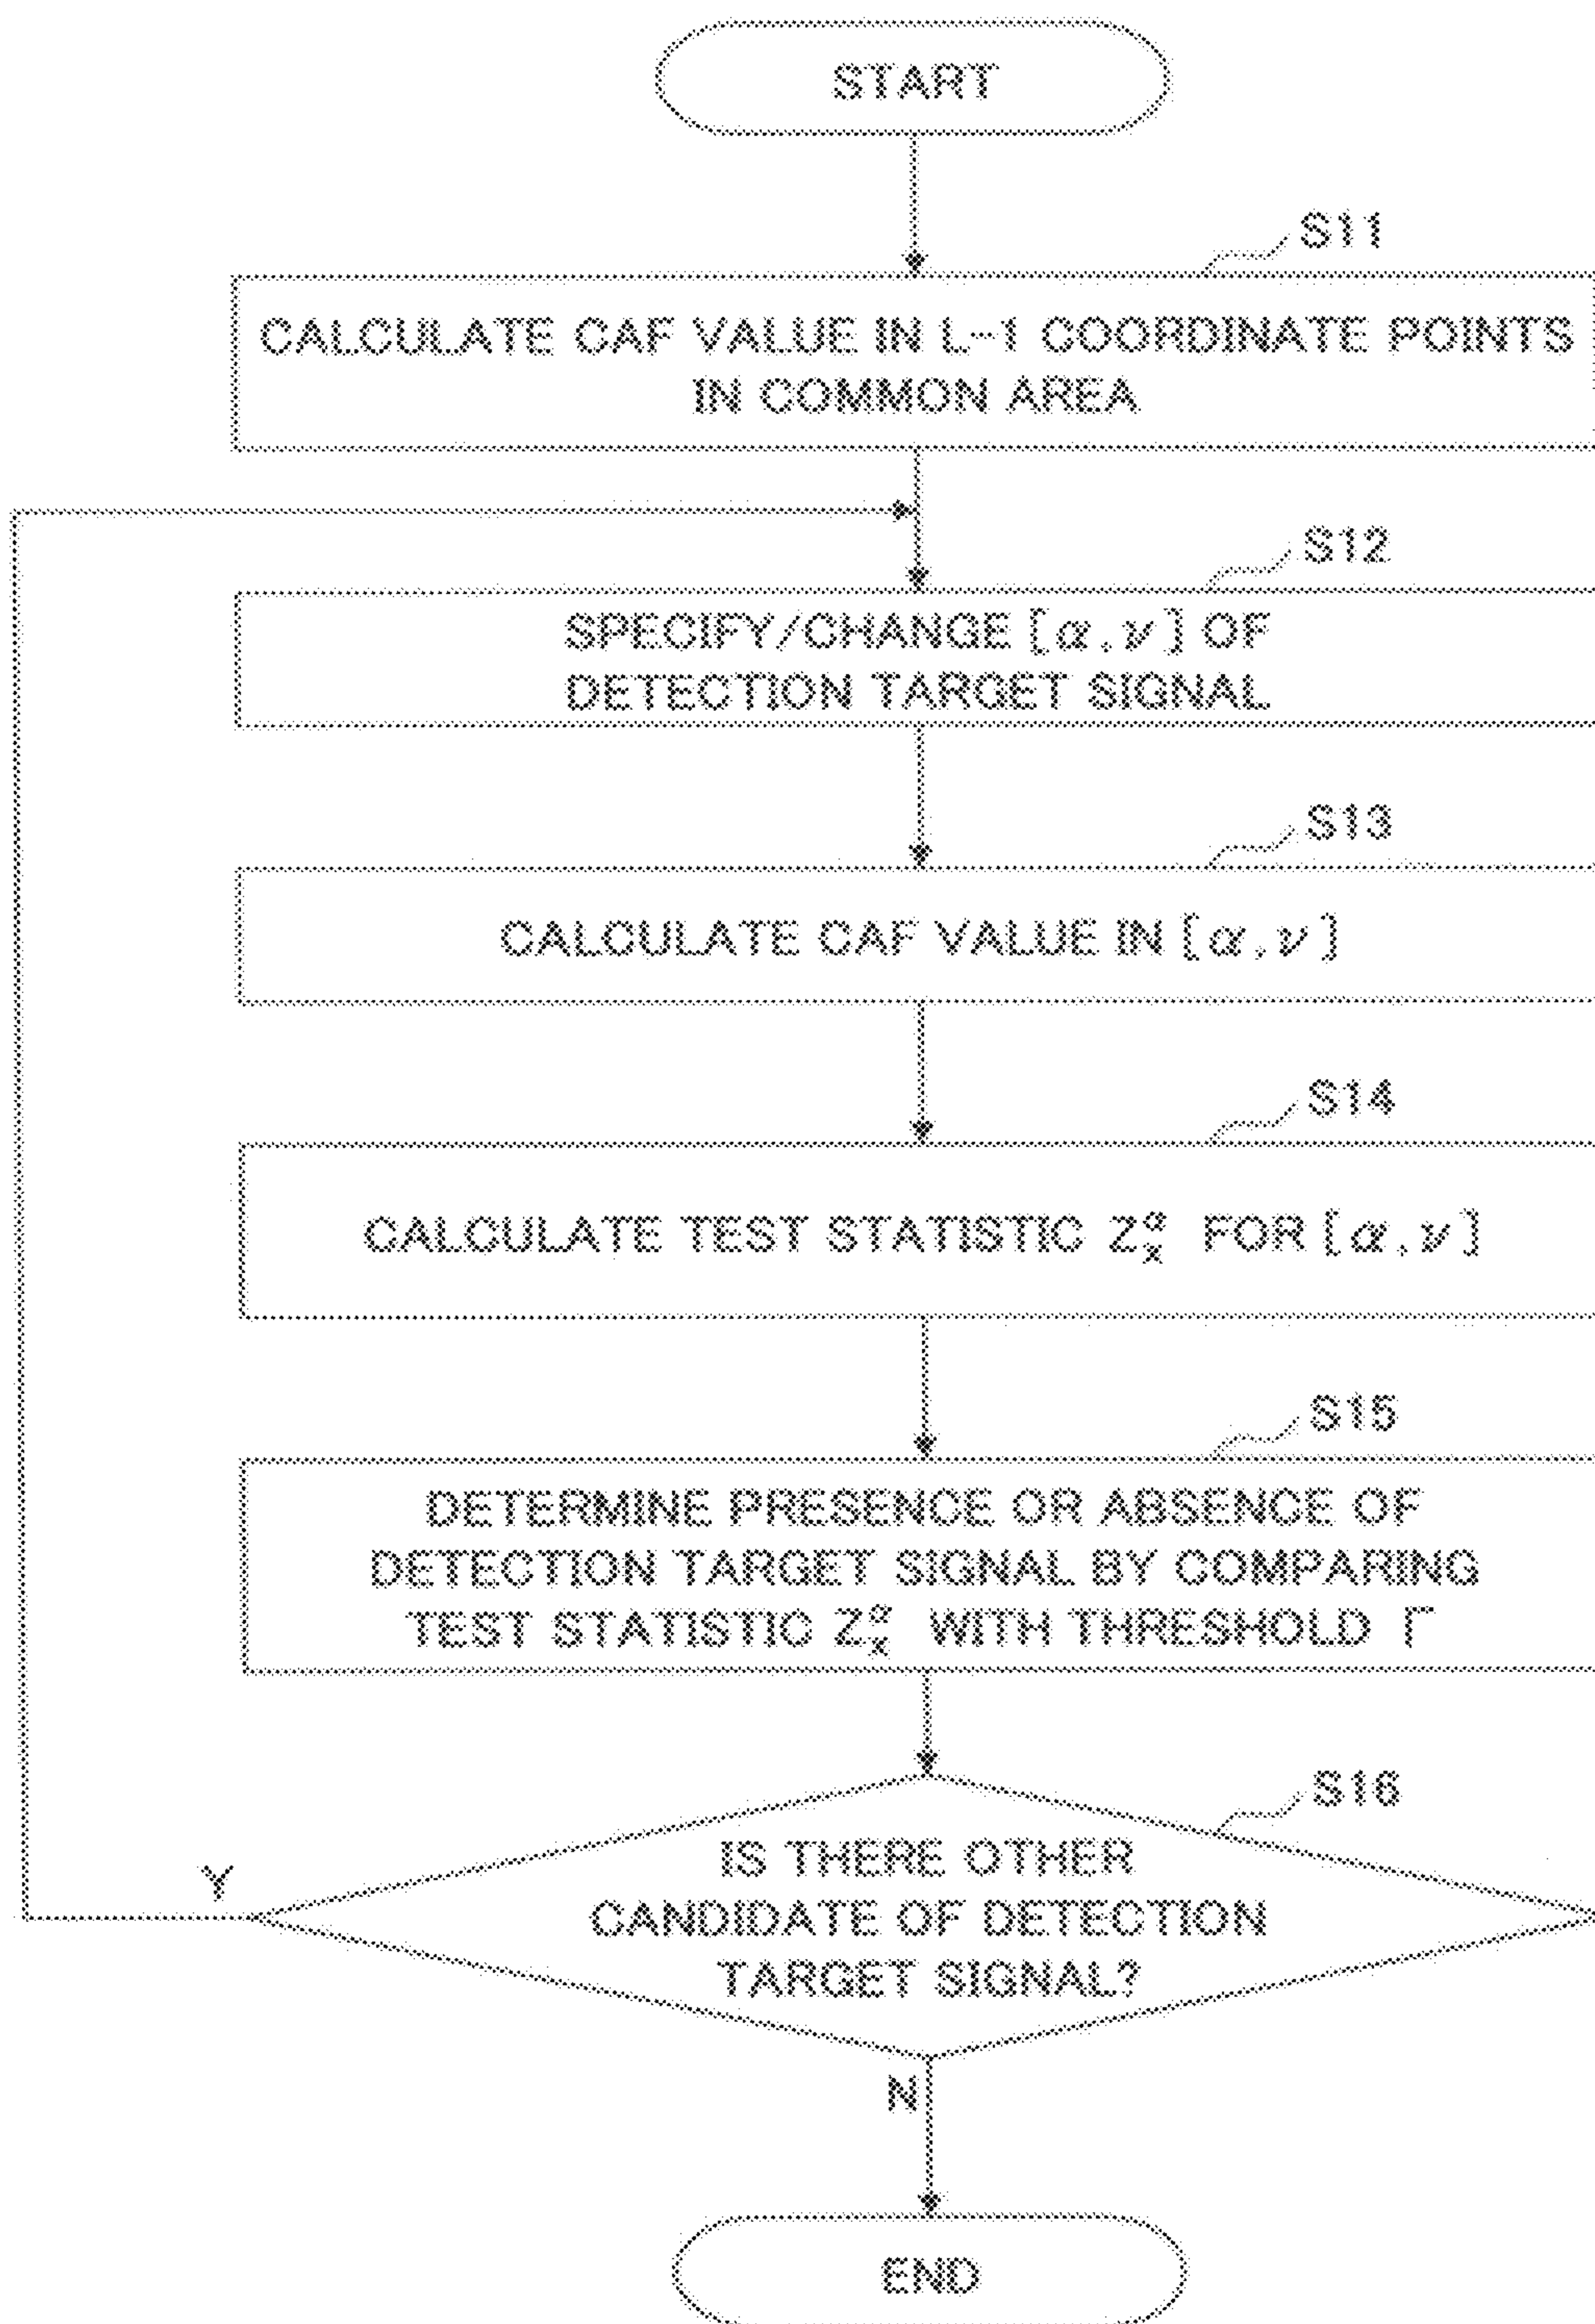 START
S11
CALCULATE CAF VALUE IN L-1 COORDINATE POINTS
IN COMMON AREA
S12
SPECIFY/CHANGE [α,ν] OF
DETECTION TARGET SIGNAL
S13
CALCULATE CAF VALUE IN [α,ν]
S14
CALCULATE TEST STATISTIC Z_x^α FOR [α,ν]
S15
DETERMINE PRESENCE OR ABSENCE OF
DETECTION TARGET SIGNAL BY COMPARING
TEST STATISTIC Z_x^α WITH THRESHOLD Γ
S16
IS THERE OTHER
CANDIDATE OF DETECTION
TARGET SIGNAL?
Y
N
END